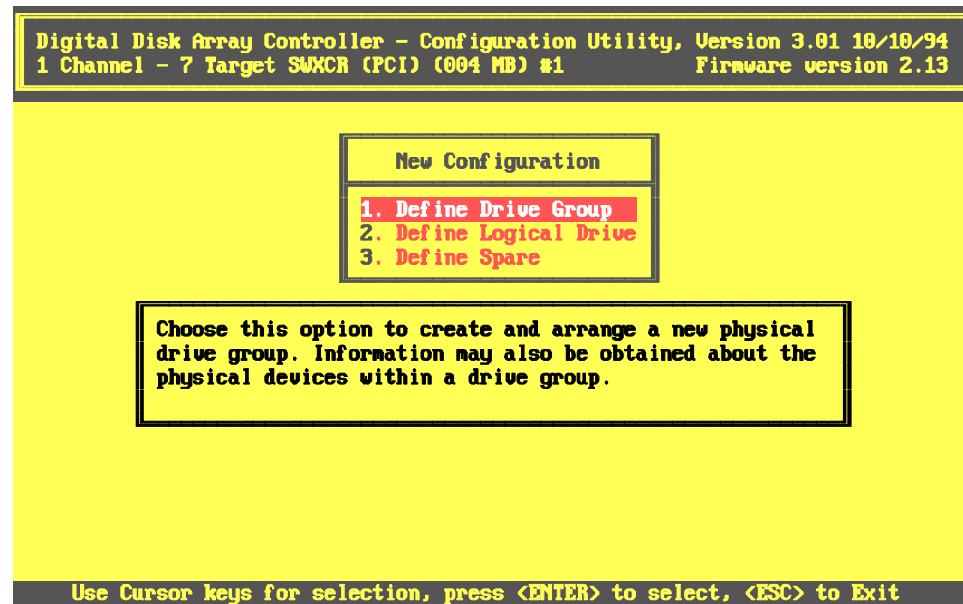 Digital Disk Array Controller - Configuration Utility, Version 3.01 10/10/94
1 Channel - 7 Target SWXCR (PCI) (004 MB) #1 Firmware version 2.13
New Configuration
1. Define Drive Group
2. Define Logical Drive
3. Define Spare
Choose this option to create and arrange a new physical
drive group. Information may also be obtained about the
physical devices within a drive group.
Use Cursor keys for selection, press <ENTER> to select, <ESC> to Exit